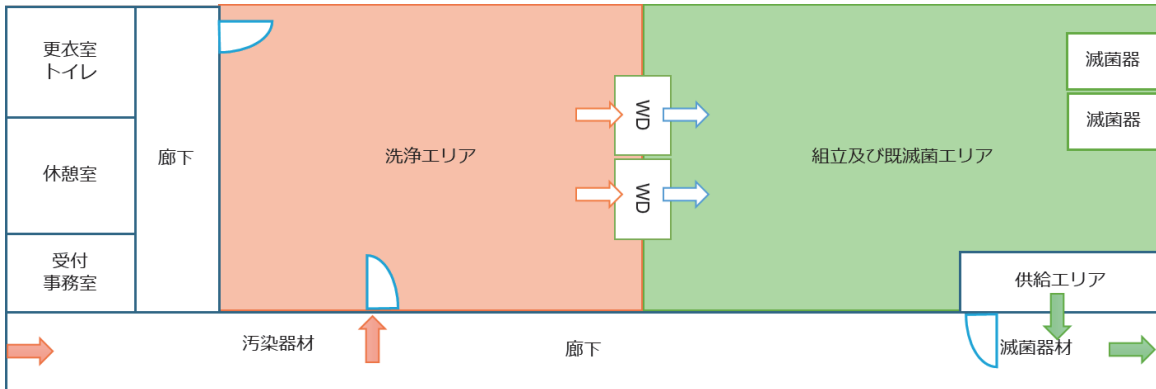 更衣室
トイレ
休憩室
受付
事務室
廊下
洗浄エリア
WD
WD
組立及び既滅菌エリア
滅菌器
滅菌器
供給エリア
汚染器材
廊下
滅菌器材